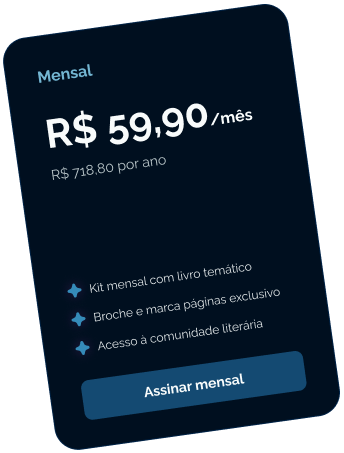 Mensal
R$ 59,90/mês
R$ 718,80 por ano
Kit mensal com livro temático
Broche e marca páginas exclusivo
Acesso à comunidade literária
Assinar mensal